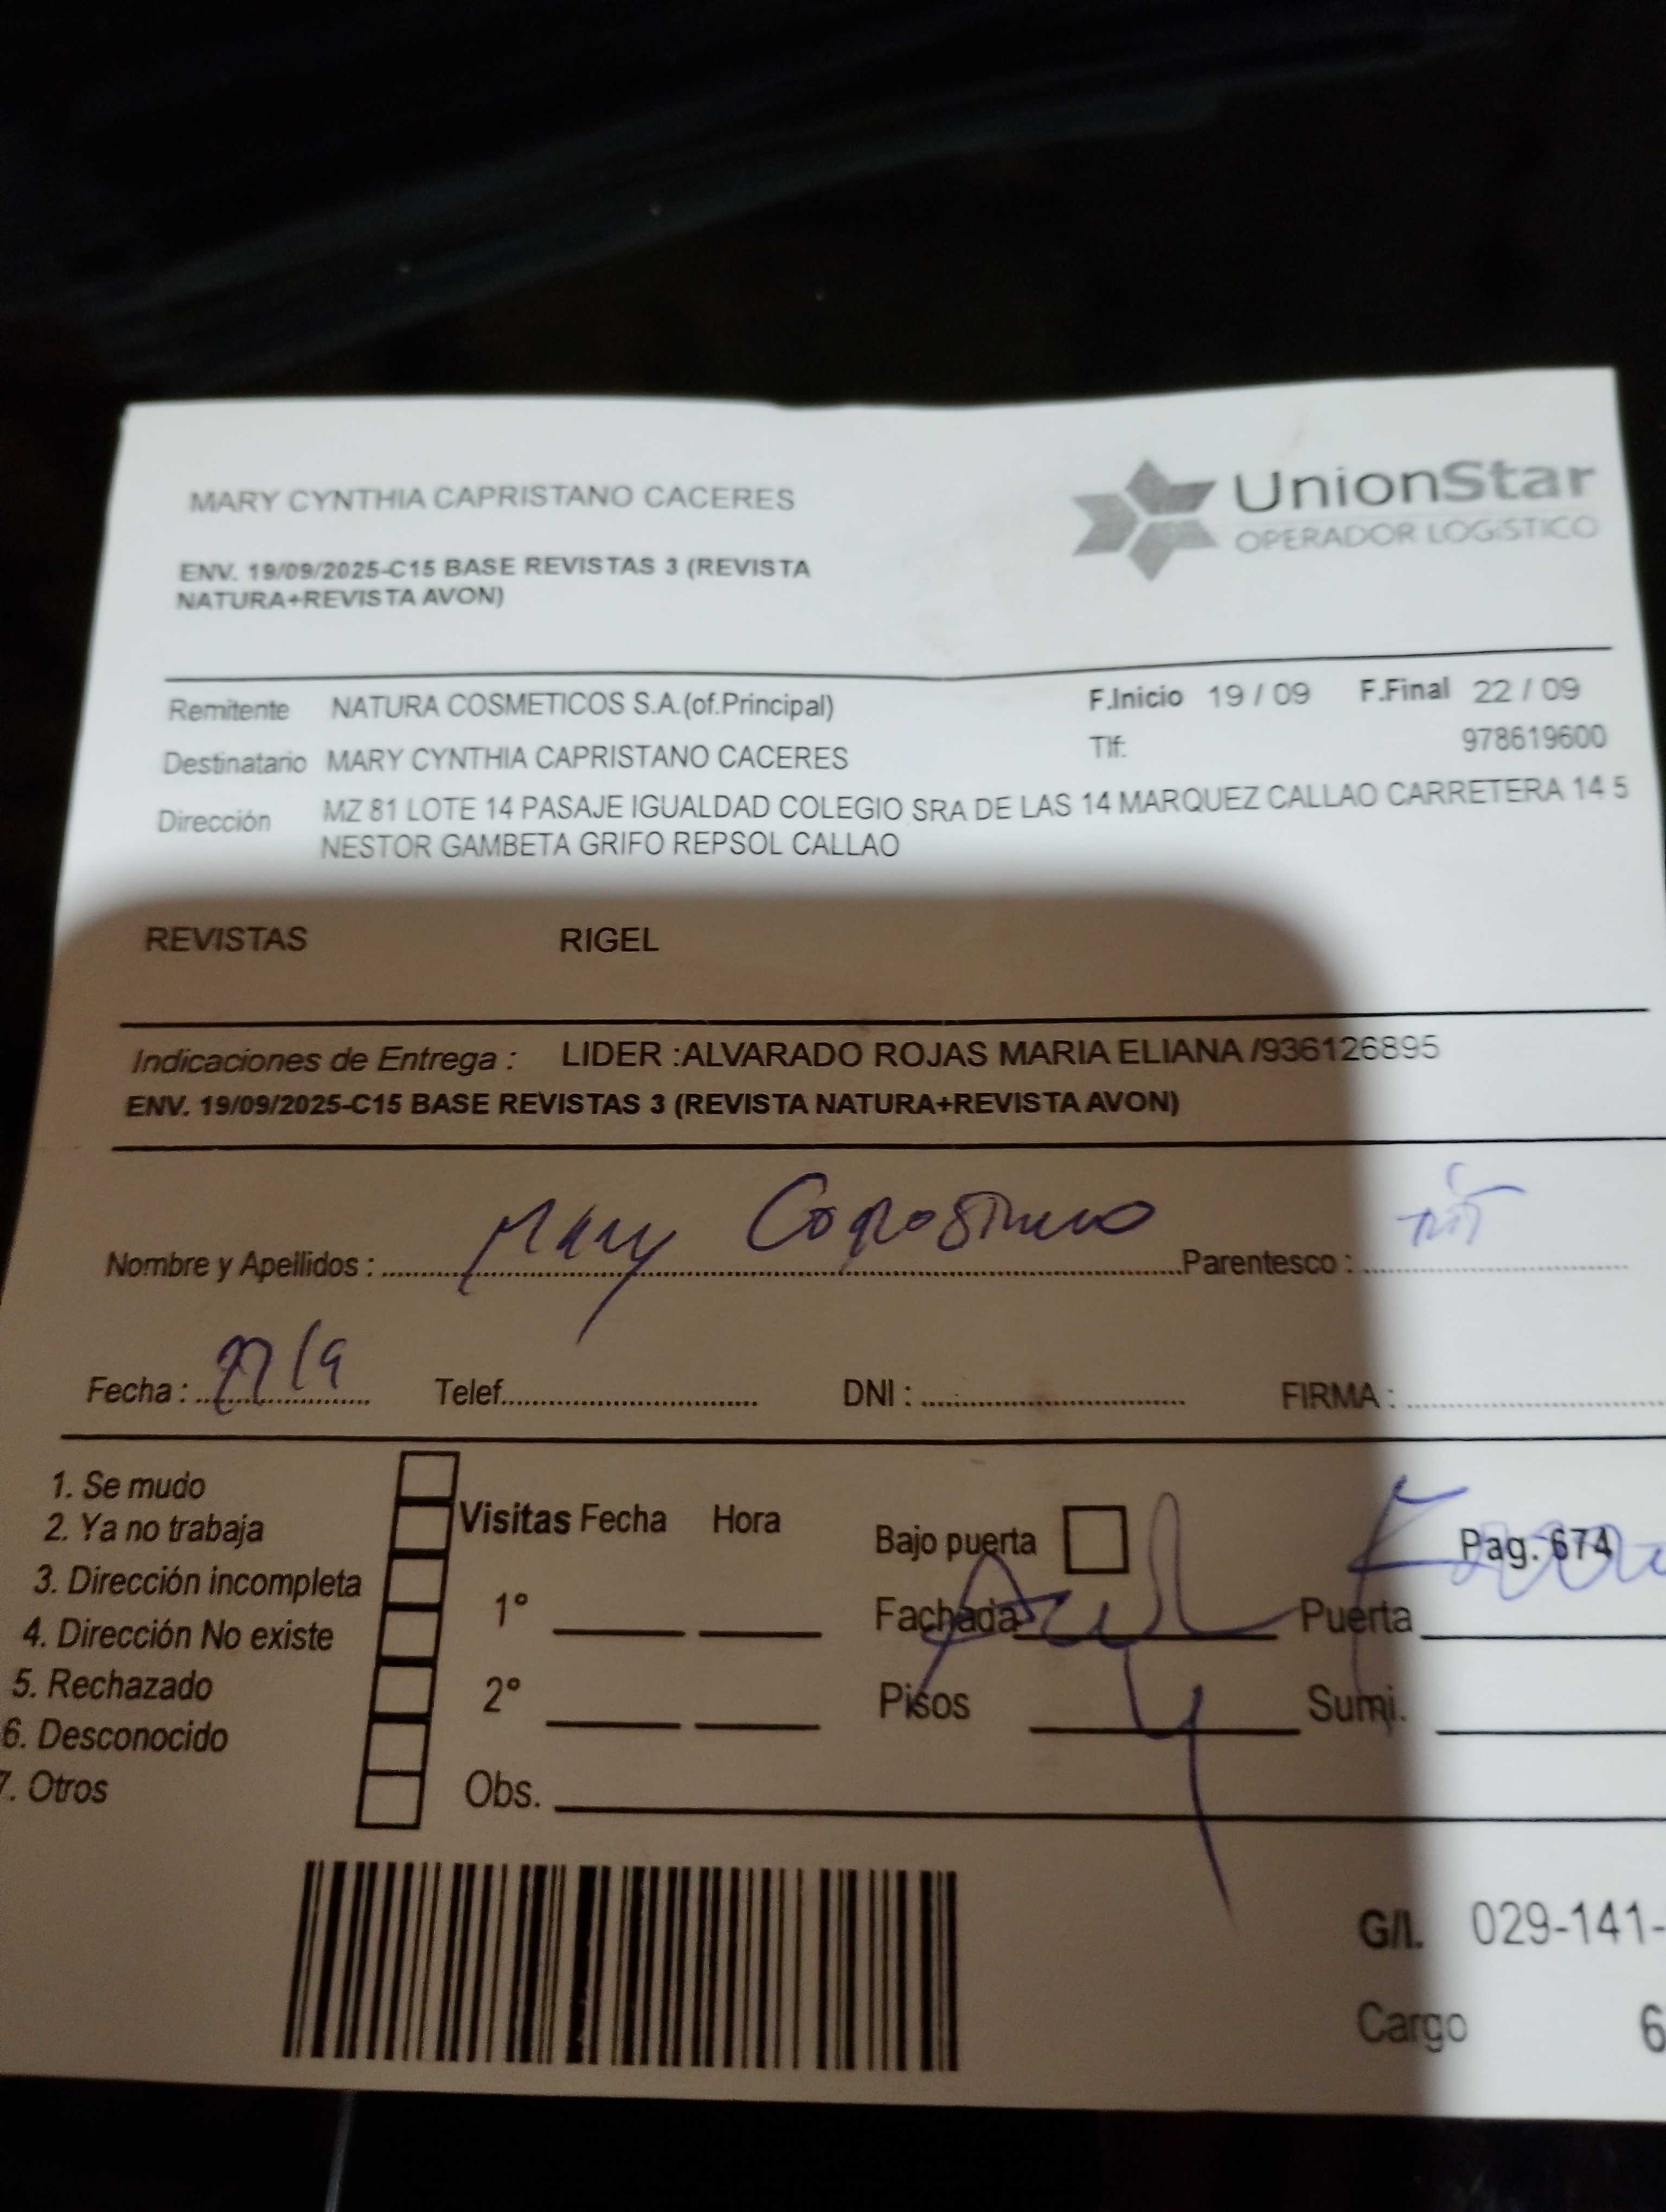 MARY CYNTHIA CAPRISTANO CACERES
UnionStar
OPERADOR LOGÍSTICO
ENV. 19/09/2025-C15 BASE REVISTAS 3 (REVISTA
NATURA+REVISTA AVON)
Remitente NATURA COSMETICOS S.A.(of.Principal) F.Inicio 19 / 09 F.Final 22 / 09
Destinatario MARY CYNTHIA CAPRISTANO CACERES Tlf: 978619600
Dirección MZ 81 LOTE 14 PASAJE IGUALDAD COLEGIO SRA DE LAS 14 MARQUEZ CALLAO CARRETERA 14 5
NESTOR GAMBETA GRIFO REPSOL CALLAO
REVISTAS RIGEL
Indicaciones de Entrega : LIDER :ALVARADO ROJAS MARIA ELIANA /936126895
ENV. 19/09/2025-C15 BASE REVISTAS 3 (REVISTA NATURA+REVISTA AVON)
Nombre y Apellidos : Mary Parentesco :
Fecha : Telef. DNI : FIRMA :
1. Se mudo
2. Ya no trabaja
3. Dirección incompleta
4. Dirección No existe
5. Rechazado
6. Desconocido
7. Otros
Visitas Fecha Hora
1°
2°
Obs.
Bajo puerta Pag. 674
Fachada Puerta
Pisos Sumi.
G/I. 029-141-
Cargo 6